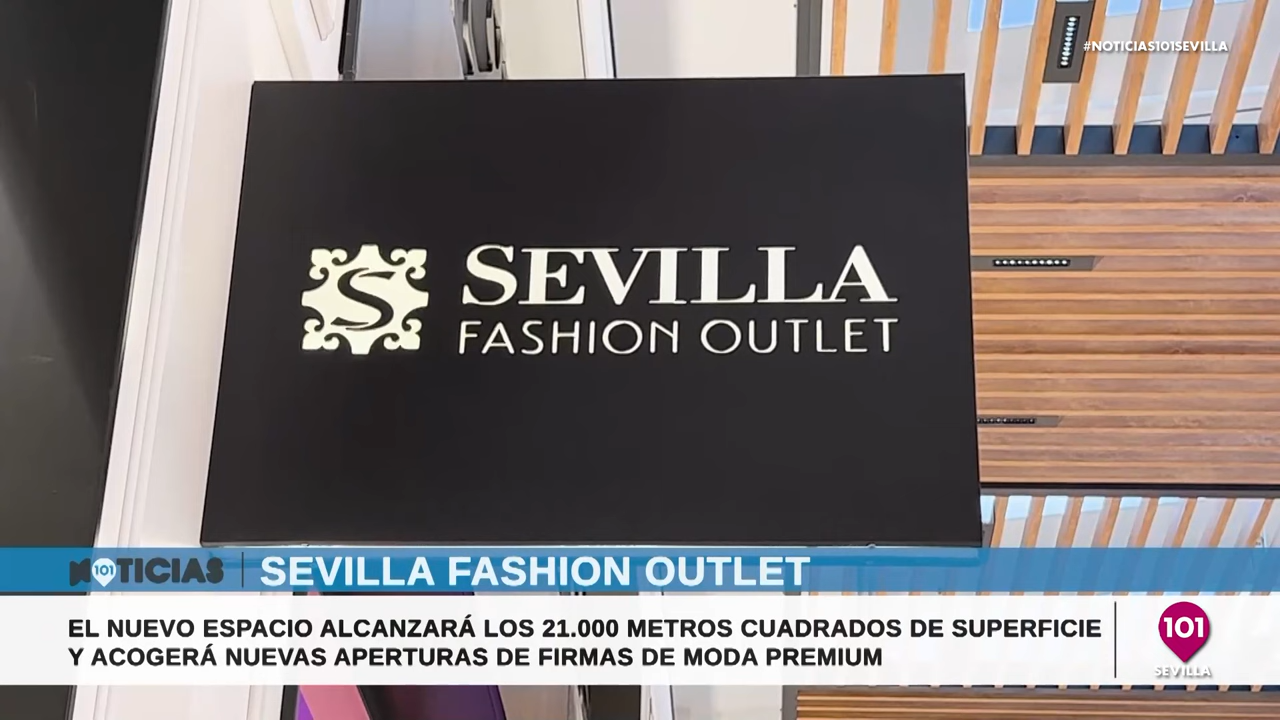 #NOTICIAS101SEVILLA
S SEVILLA
FASHION OUTLET
NOTICIAS 101
SEVILLA FASHION OUTLET
EL NUEVO ESPACIO ALCANZARÁ LOS 21.000 METROS CUADRADOS DE SUPERFICIE
Y ACOGERÁ NUEVAS APERTURAS DE FIRMAS DE MODA PREMIUM
101
SEVILLA